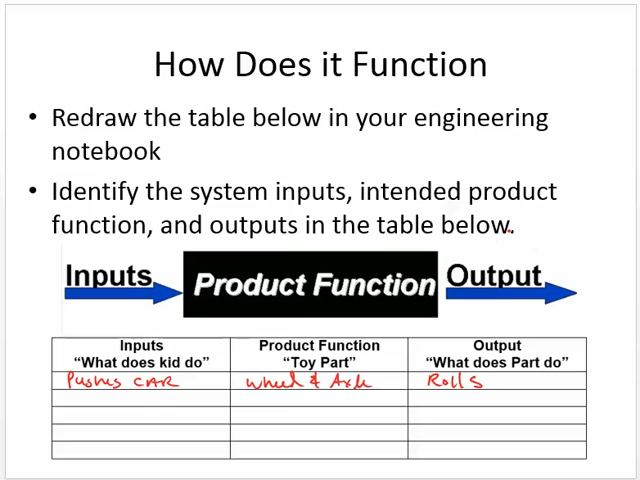 How Does it Function
• Redraw the table below in your engineering
notebook
• Identify the system inputs, intended product
function, and outputs in the table below.
Inputs Product Function Output
Inputs Product Function Output
"What does kid do" "Toy Part" "What does Part do"
Pushes CAR Wheel & Axle Rolls